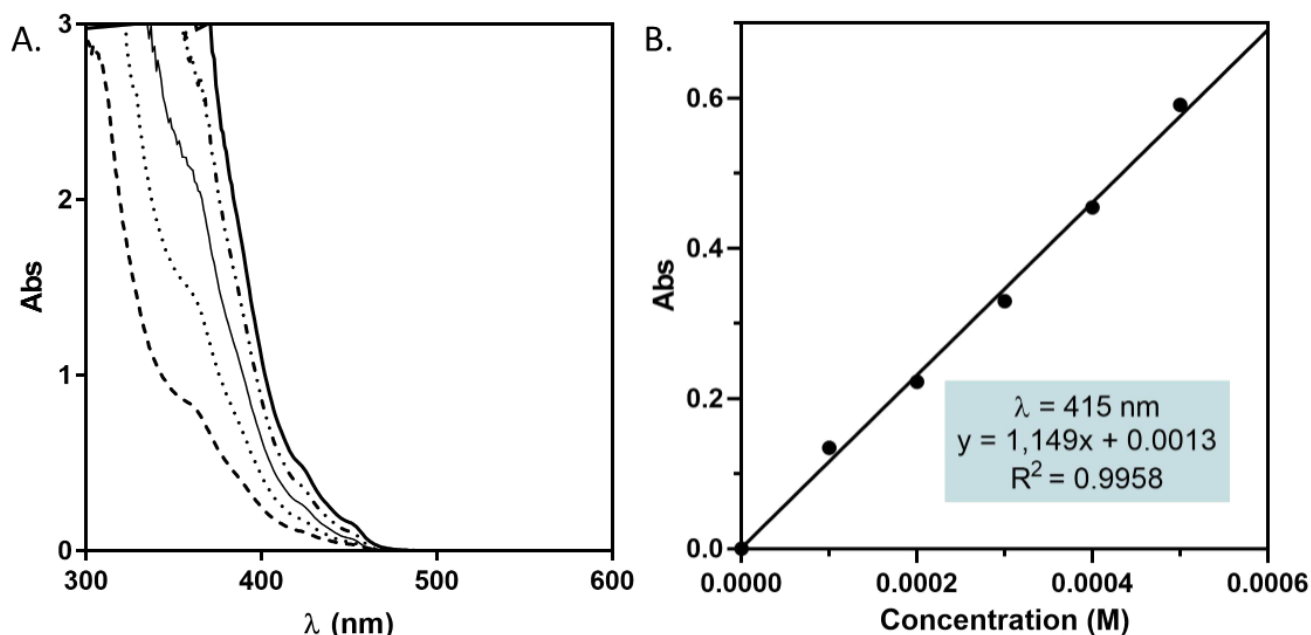 A.
Abs
3
2
1
0
300
400
500
600
λ (nm)
B.
Abs
0.6
0.4
0.2
0.0
λ = 415 nm
y = 1,149x + 0.0013
R² = 0.9958
0.0000
0.0002
0.0004
0.0006
Concentration (M)